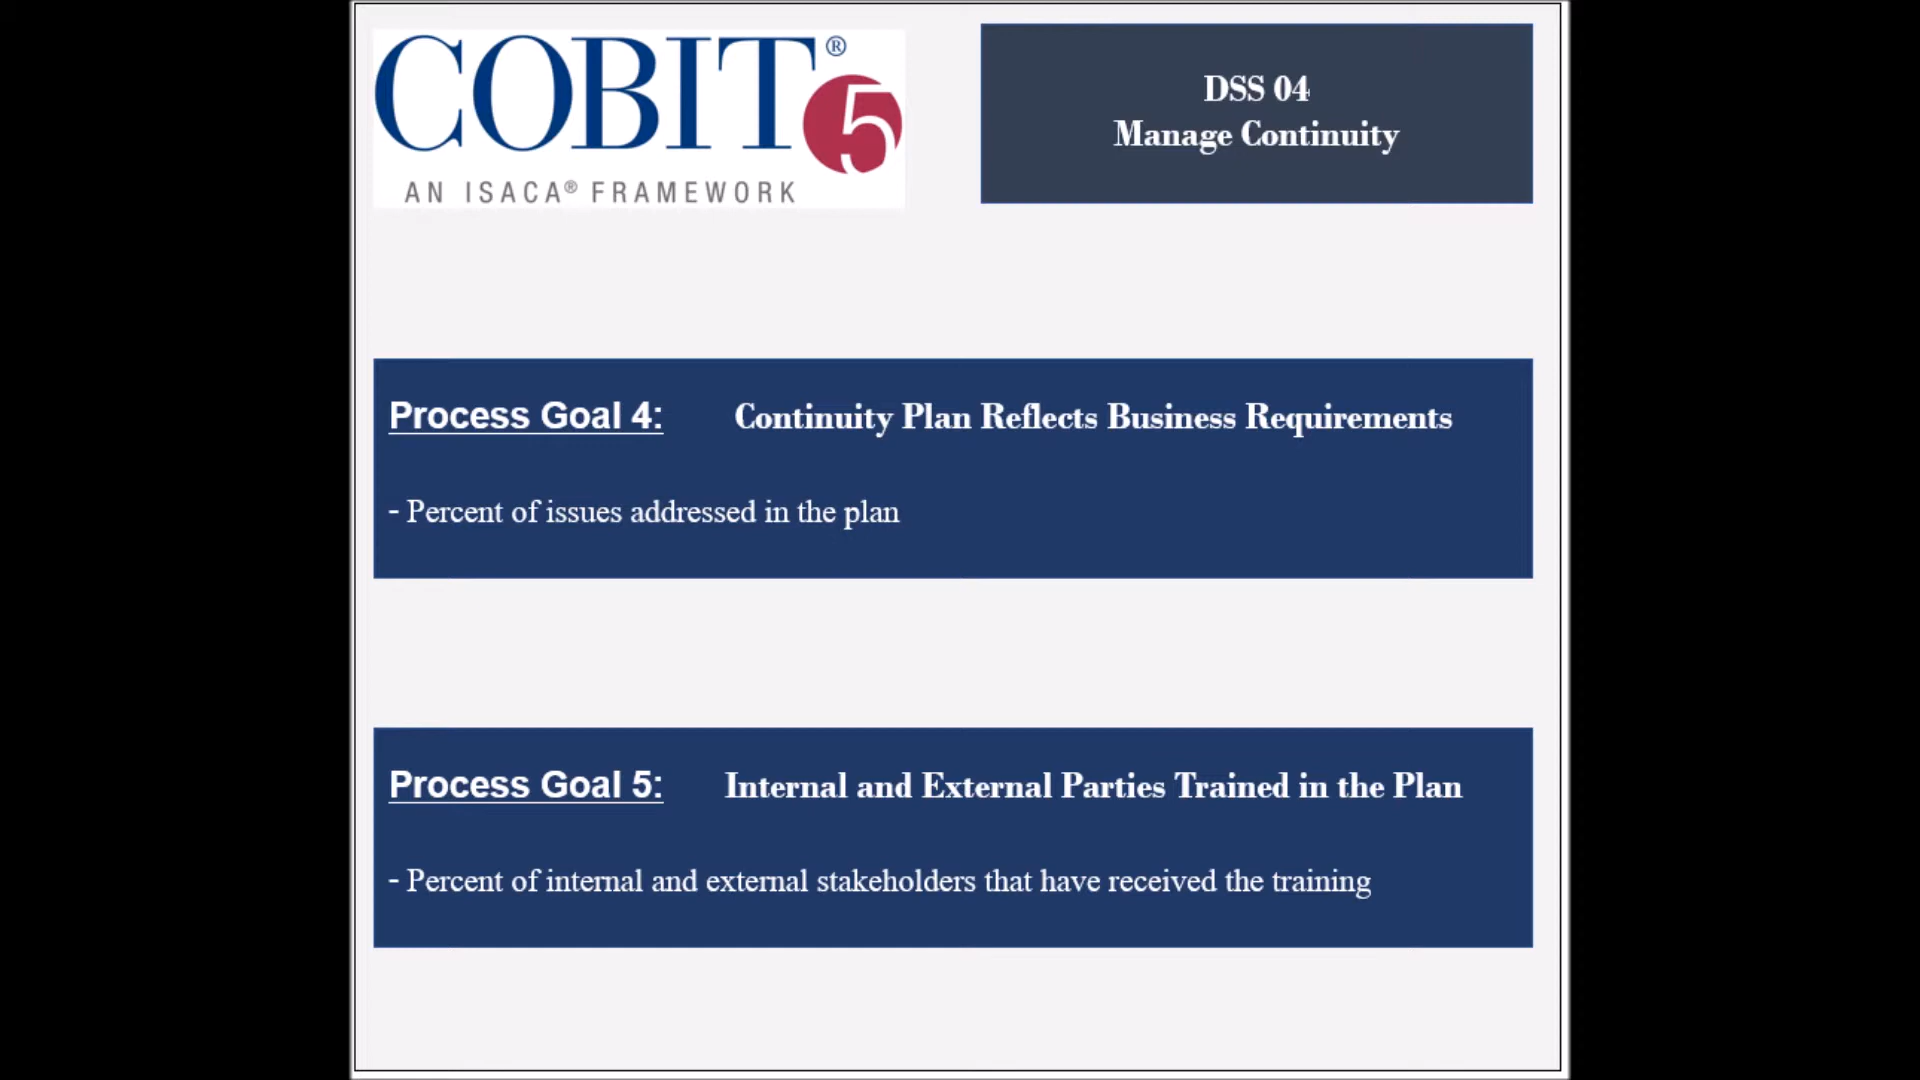 COBIT® 5
AN ISACA® FRAMEWORK
DSS 04
Manage Continuity
Process Goal 4: Continuity Plan Reflects Business Requirements
- Percent of issues addressed in the plan
Process Goal 5: Internal and External Parties Trained in the Plan
- Percent of internal and external stakeholders that have received the training